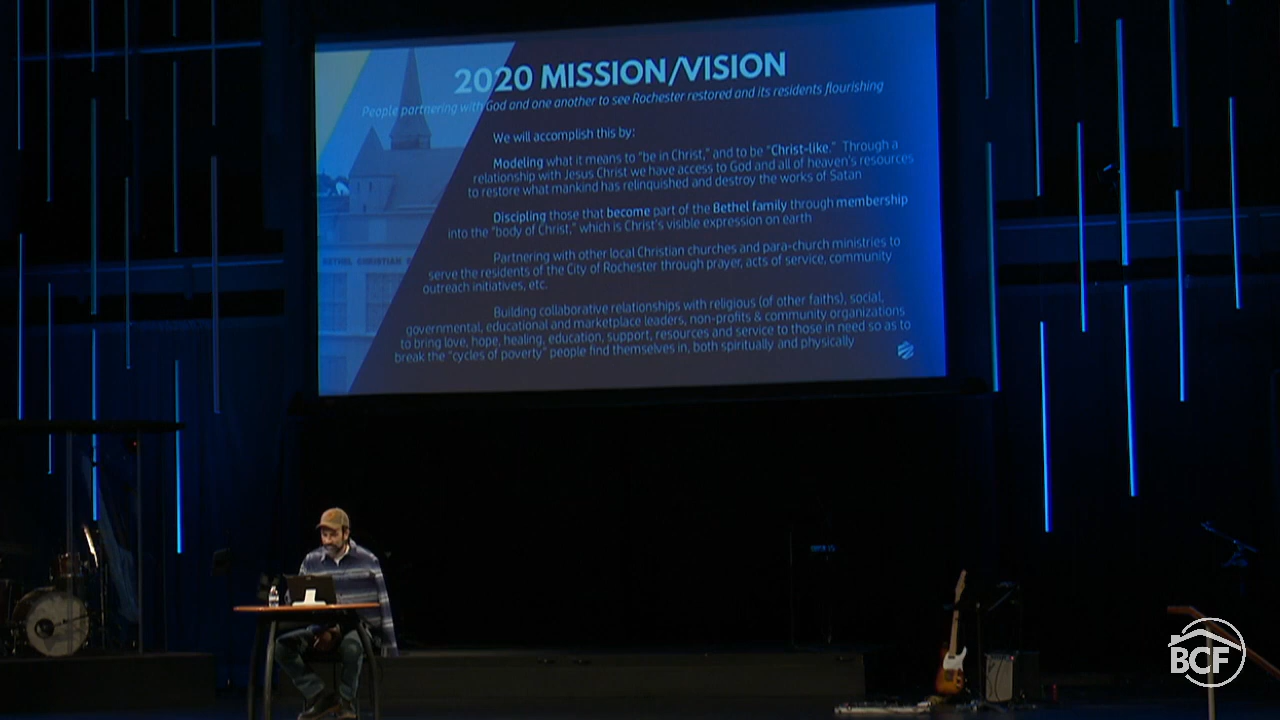 2020 MISSION/VISION
People partnering with God and one another to see Rochester restored and its residents flourishing
We will accomplish this by:
Modeling what it means to “be in Christ,” and to be “Christ-like.” Through a
relationship with Jesus Christ we have access to God and all of heaven's resources
to restore what mankind has relinquished and destroy the works of Satan
Discipling those that become part of the Bethel family through membership
into the “body of Christ,” which is Christ's visible expression on earth
Partnering with other local Christian churches and para-church ministries to
serve the residents of the City of Rochester through prayer, acts of service, community
outreach initiatives, etc.
Building collaborative relationships with religious (of other faiths), social,
governmental, educational and marketplace leaders, non-profits & community organizations
to bring love, hope, healing, education, support, resources and service to those in need so as to
break the “cycles of poverty” people find themselves in, both spiritually and physically
BETHEL CHRISTIAN
BCF